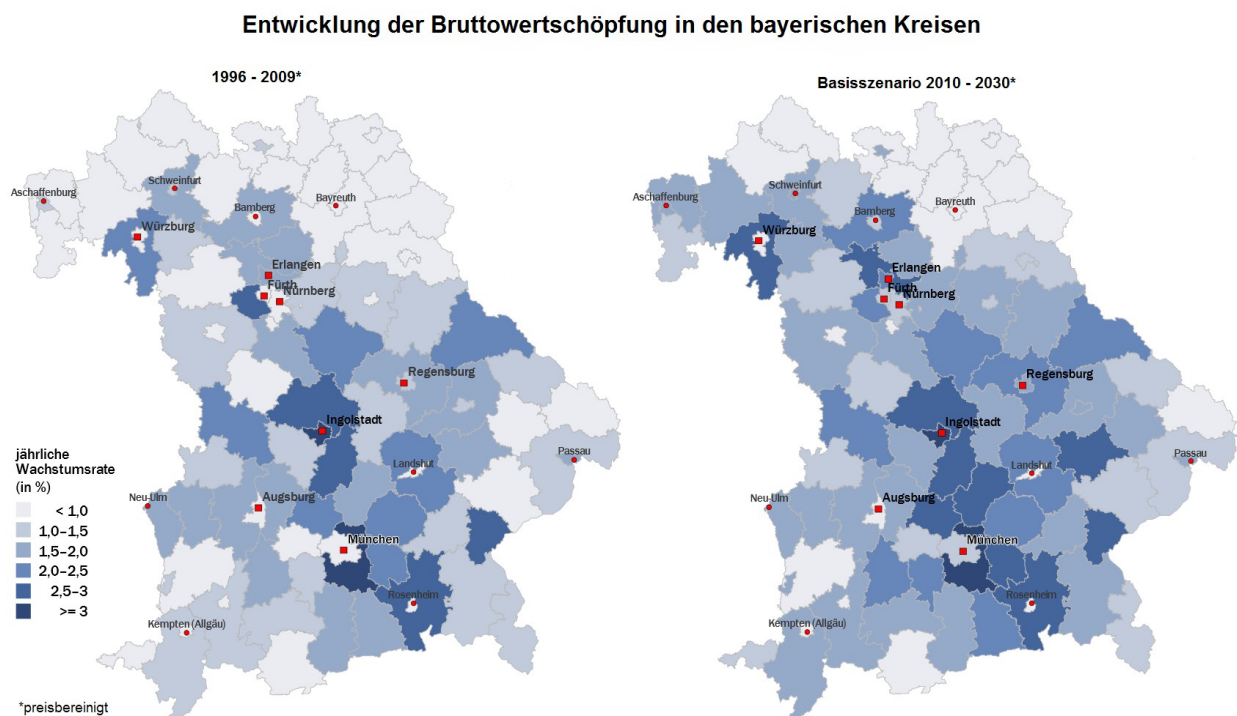 Entwicklung der Bruttowertschöpfung in den bayerischen Kreisen
1996 - 2009*
Basisszenario 2010 - 2030*
Aschaffenburg
Schweinfurt
Bamberg
Bayreuth
Würzburg
Erlangen
Fürth
Nürnberg
Regensburg
Ingolstadt
Landshut
Passau
Neu-Ulm
Augsburg
München
Rosenheim
Kempten (Allgäu)
Aschaffenburg
Schweinfurt
Bamberg
Bayreuth
Würzburg
Erlangen
Fürth
Nürnberg
Regensburg
Ingolstadt
Landshut
Passau
Neu-Ulm
Augsburg
München
Rosenheim
Kempten (Allgäu)
jährliche
Wachstumsrate
(in %)
< 1,0
1,0–1,5
1,5–2,0
2,0–2,5
2,5–3
>= 3
*preisbereinigt